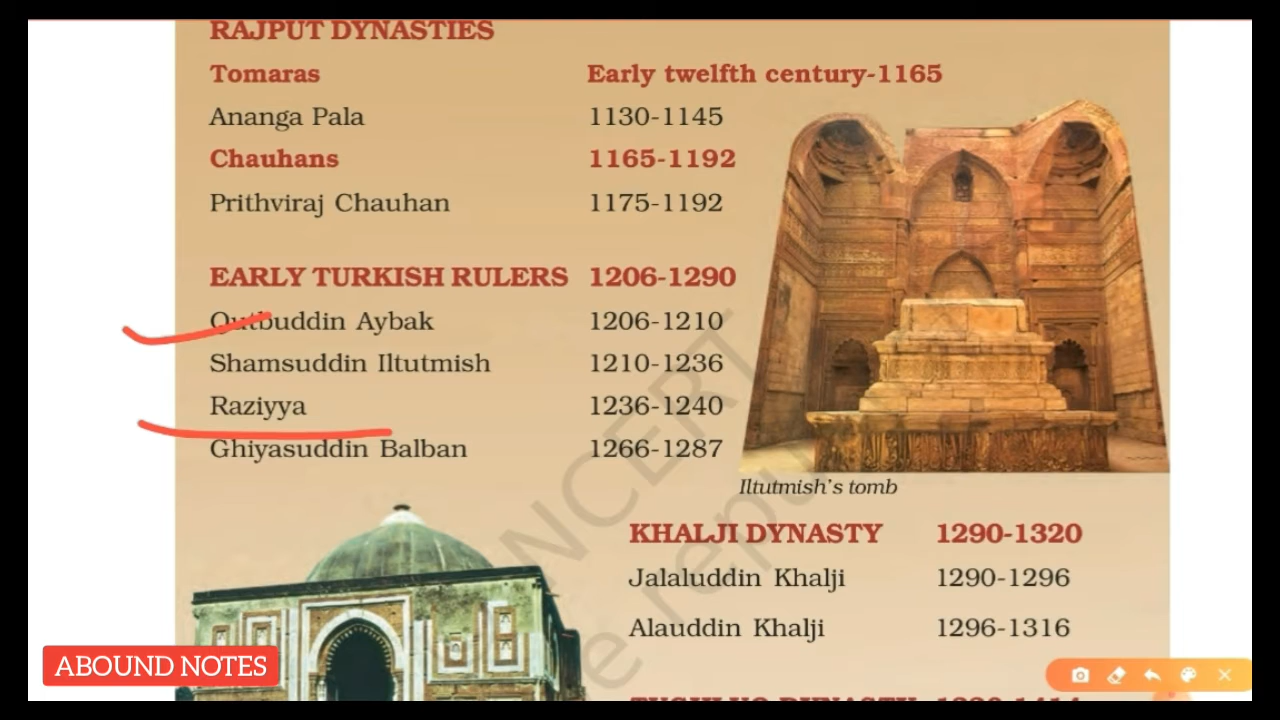 RAJPUT DYNASTIES
Tomaras Early twelfth century-1165
Ananga Pala 1130-1145
Chauhans 1165-1192
Prithviraj Chauhan 1175-1192
EARLY TURKISH RULERS 1206-1290
Qutbuddin Aybak 1206-1210
Shamsuddin Iltutmish 1210-1236
Raziyya 1236-1240
Ghiyasuddin Balban 1266-1287
Iltutmish's tomb
KHALJI DYNASTY 1290-1320
Jalaluddin Khalji 1290-1296
Alauddin Khalji 1296-1316
NCERT
ABOUND NOTES